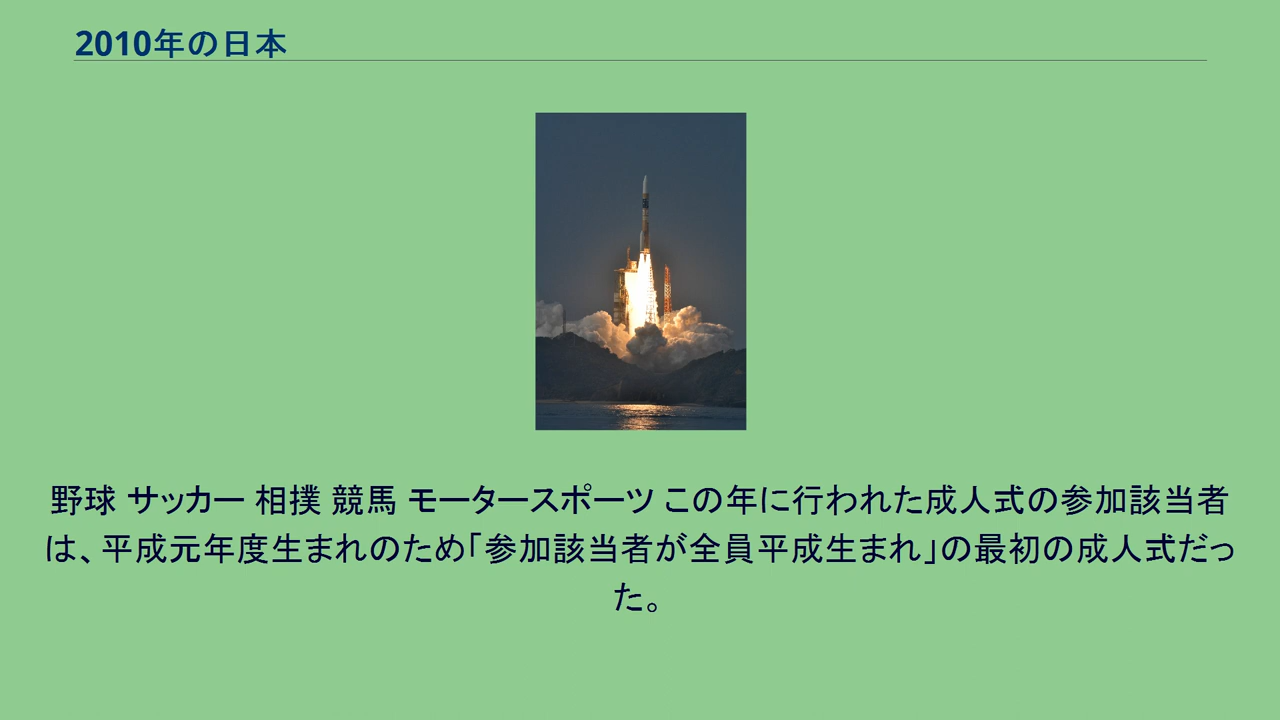 2010年の日本
野球 サッカー 相撲 競馬 モータースポーツ この年に行われた成人式の参加該当者
は、平成元年度生まれのため「参加該当者が全員平成生まれ」の最初の成人式だっ
た。